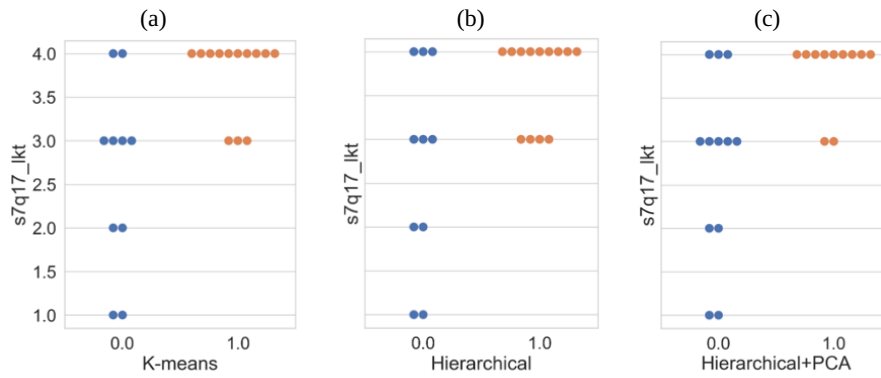 (a)
(b)
(c)
4.0
3.5
3.0
2.5
2.0
1.5
1.0
s7q17_lkt
s7q17_lkt
s7q17_lkt
0.0 1.0
0.0 1.0
0.0 1.0
K-means
Hierarchical
Hierarchical+PCA